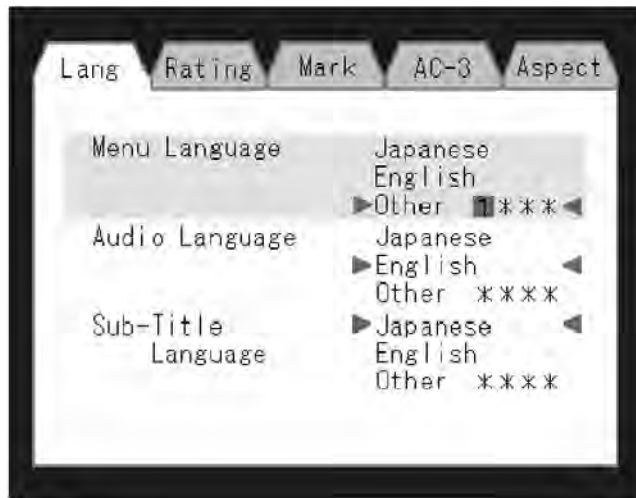 Lang Rating Mark AC-3 Aspect
Menu Language Japanese
English
▶Other 1***◀
Audio Language Japanese
▶English ◀
Other ****
Sub-Title ▶Japanese ◀
Language English
Other ****